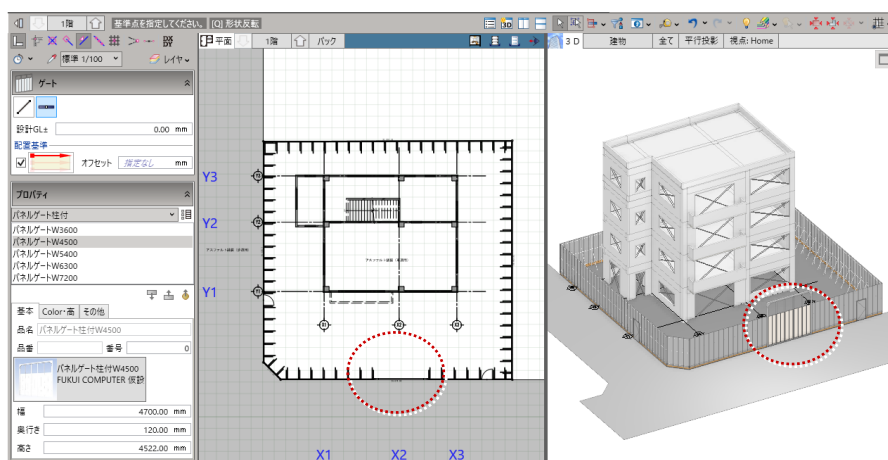 1階 基準点を指定してください。 [Q] 形状反転
標準 1/100 レイヤ
ゲート
設計GL± 0.00 mm
配置基準
オフセット 指定なし mm
プロパティ
パネルゲート柱付
パネルゲートW3600
パネルゲートW4500
パネルゲートW5400
パネルゲートW6300
パネルゲートW7200
基本 Color・高 その他
品名 パネルゲート柱付W4500
品番 番号 0
パネルゲート柱付W4500
FUKUI COMPUTER 仮設
幅 4700.00 mm
奥行き 120.00 mm
高さ 4522.00 mm
平面 1階 バック
Y3
Y2
Y1
X1 X2 X3
3D 建物 全て 平行投影 視点: Home